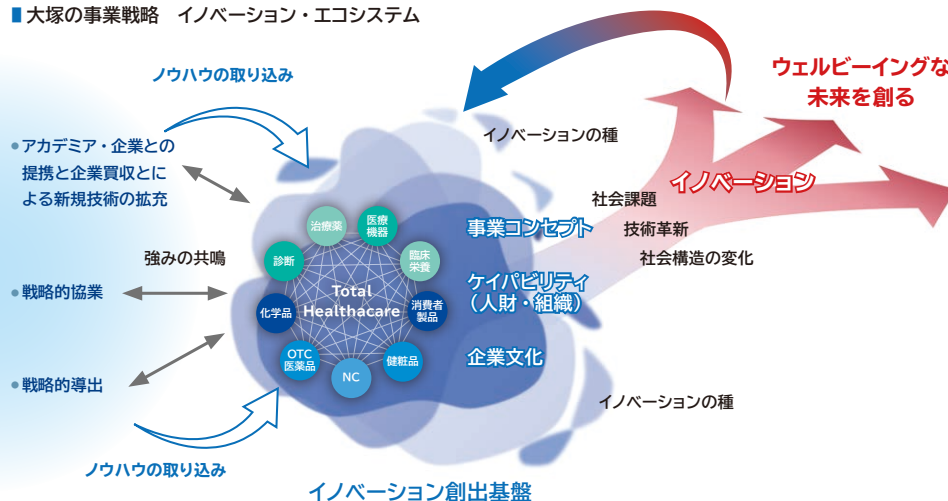 ■ 大塚の事業戦略 イノベーション・エコシステム
ノウハウの取り込み
ウェルビーイングな
未来を創る
イノベーションの種
• アカデミア・企業との
提携と企業買収とに
よる新規技術の拡充
イノベーション
社会課題
技術革新
社会構造の変化
事業コンセプト
ケイパビリティ
（人財・組織）
企業文化
強みの共鳴
治療薬
医療
機器
診断
臨床
栄養
Total
Healthacare
化学品
消費者
製品
OTC
医薬品
NC
健粧品
• 戦略的協業
• 戦略的導出
イノベーションの種
ノウハウの取り込み
イノベーション創出基盤